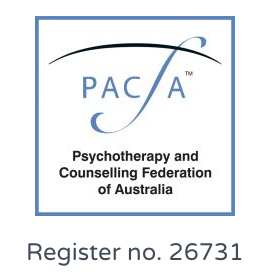 PACFA™
Psychotherapy and
Counselling Federation
of Australia
Register no. 26731